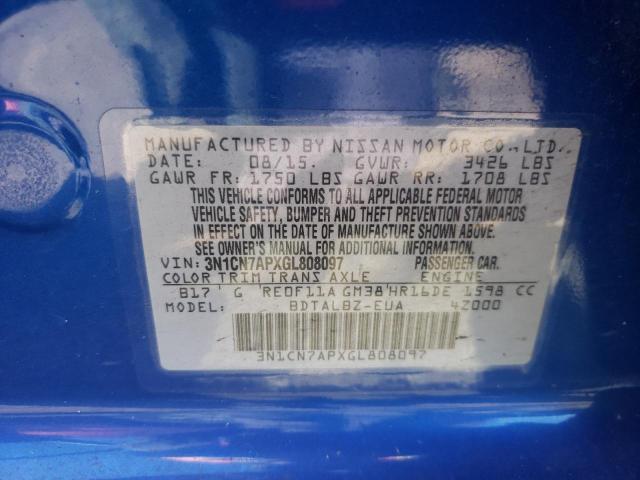 MANUFACTURED BY NISSAN MOTOR CO., LTD.
DATE: 08/15. GVWR: 3426 LBS
GAWR FR: 1750 LBS GAWR RR: 1708 LBS
THIS VEHICLE CONFORMS TO ALL APPLICABLE FEDERAL MOTOR
VEHICLE SAFETY, BUMPER AND THEFT PREVENTION STANDARDS
IN EFFECT ON THE DATE OF MANUFACTURE SHOWN ABOVE.
SEE OWNER'S MANUAL FOR ADDITIONAL INFORMATION.
VIN: 3N1CN7APXGL808097 PASSENGER CAR.
COLOR TRIM TRANS AXLE ENGINE
B17 G RE0F11A GM38 HR16DE 1598 CC
MODEL: BDTALBZ-EUA 4Z000
3N1CN7APXGL808097